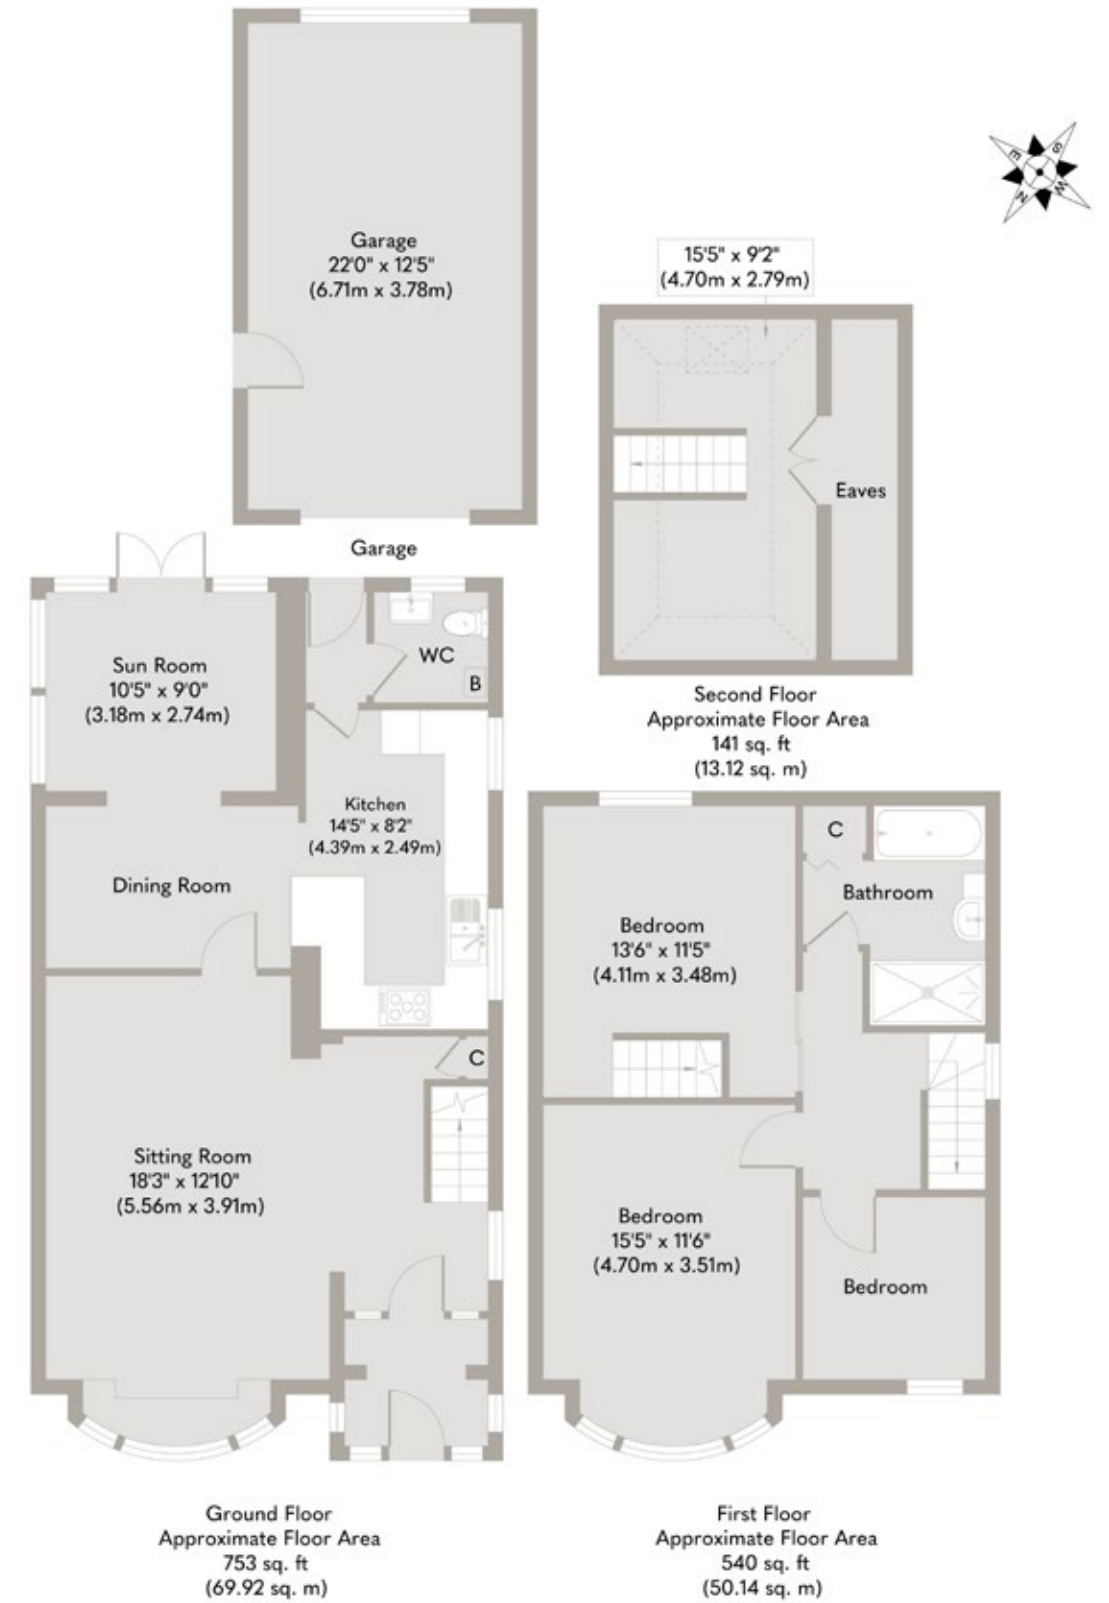 Garage
22'0" x 12'5"
(6.71m x 3.78m)
Garage
E
S
N
W
15'5" x 9'2"
(4.70m x 2.79m)
Eaves
Second Floor
Approximate Floor Area
141 sq. ft
(13.12 sq. m)
Sun Room
10'5" x 9'0"
(3.18m x 2.74m)
WC
B
Kitchen
14'5" x 8'2"
(4.39m x 2.49m)
Dining Room
C
Sitting Room
18'3" x 12'10"
(5.56m x 3.91m)
Ground Floor
Approximate Floor Area
753 sq. ft
(69.92 sq. m)
C
Bathroom
Bedroom
13'6" x 11'5"
(4.11m x 3.48m)
Bedroom
15'5" x 11'6"
(4.70m x 3.51m)
Bedroom
First Floor
Approximate Floor Area
540 sq. ft
(50.14 sq. m)